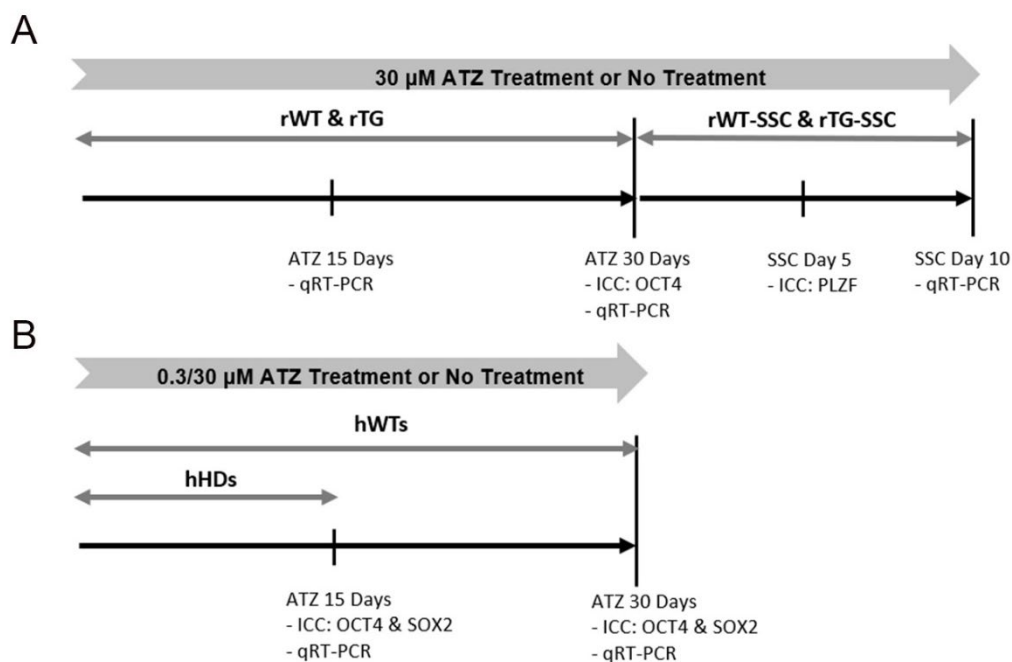 A
30 µM ATZ Treatment or No Treatment
rWT & rTG
rWT-SSC & rTG-SSC
ATZ 15 Days
- qRT-PCR
ATZ 30 Days
- ICC: OCT4
- qRT-PCR
SSC Day 5
- ICC: PLZF
SSC Day 10
- qRT-PCR
B
0.3/30 µM ATZ Treatment or No Treatment
hWTs
hHDs
ATZ 15 Days
- ICC: OCT4 & SOX2
- qRT-PCR
ATZ 30 Days
- ICC: OCT4 & SOX2
- qRT-PCR